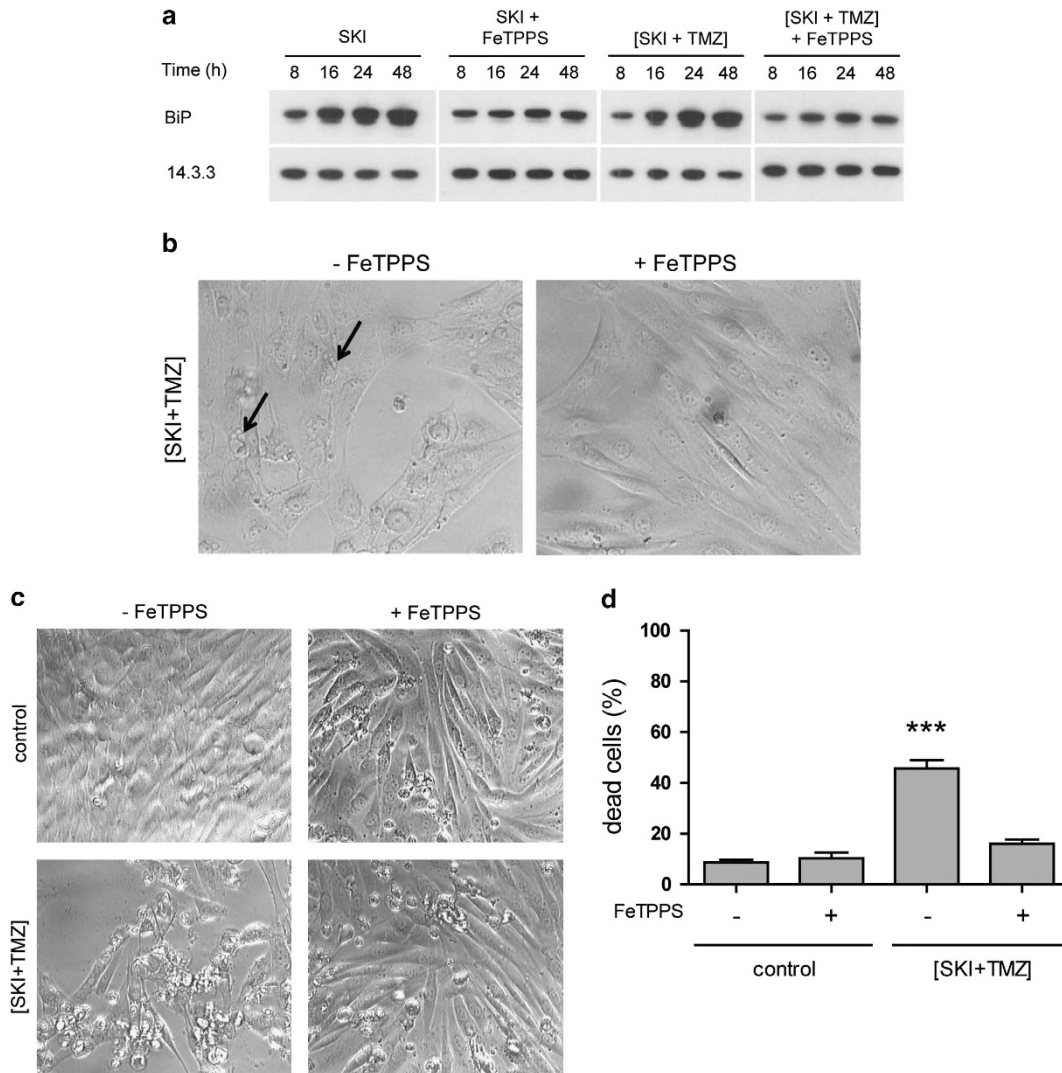 a
SKI
SKI +
FeTPPS
[SKI + TMZ]
[SKI + TMZ]
+ FeTPPS
Time (h)
8 16 24 48 8 16 24 48 8 16 24 48 8 16 24 48
BiP
14.3.3
b
- FeTPPS
+ FeTPPS
[SKI+TMZ]
c
- FeTPPS
+ FeTPPS
control
[SKI+TMZ]
d
dead cells (%)
100
80
60
40
20
0
***
FeTPPS - + - +
control [SKI+TMZ]